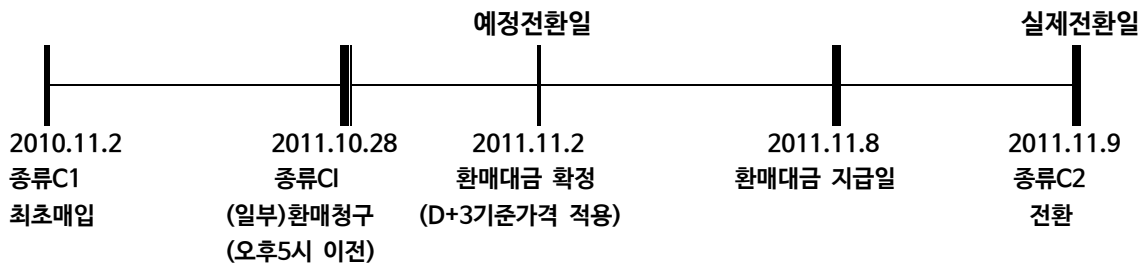 예정전환일 실제전환일
2010.11.2 2011.10.28 2011.11.2 2011.11.8 2011.11.9
종류C1 종류CI 환매대금 확정 환매대금 지급일 종류C2
최초매입 (일부)환매청구 (D+3기준가격 적용) 전환
(오후5시 이전)